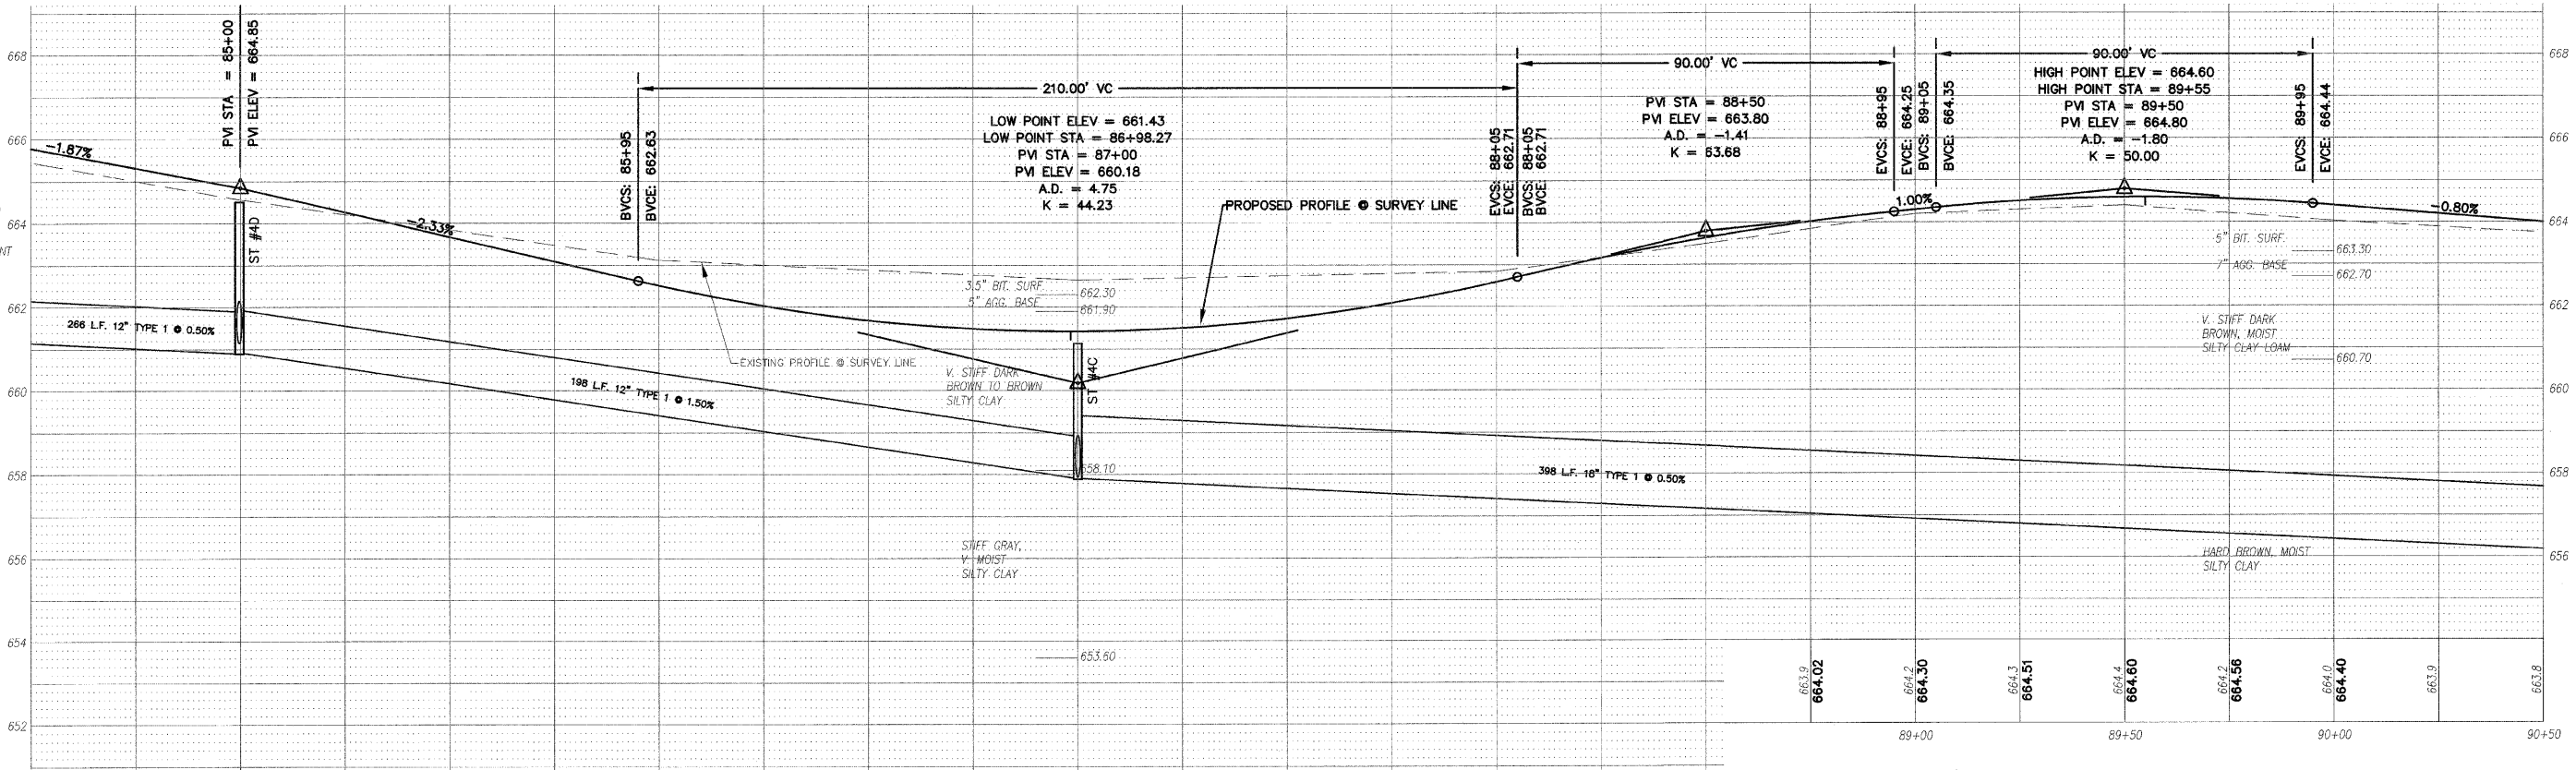 PVI STA = 85+00
PVI ELEV = 664.85
668
668
666
666
664
664
662
662
660
660
658
658
656
656
654
652
NT
-1.87%
-2.33%
ST #4D
BVCS: 85+95
BVCE: 662.63
210.00' VC
LOW POINT ELEV = 661.43
LOW POINT STA = 86+98.27
PVI STA = 87+00
PVI ELEV = 660.18
A.D. = 4.75
K = 44.23
PROPOSED PROFILE @ SURVEY LINE
EVCS: 88+05
EVCE: 662.71
BVCS: 88+05
BVCE: 662.71
90.00' VC
PVI STA = 88+50
PVI ELEV = 663.80
A.D. = -1.41
K = 63.68
EVCS: 88+95
EVCE: 664.25
BVCS: 89+05
BVCE: 664.35
1.00%
90.00' VC
HIGH POINT ELEV = 664.60
HIGH POINT STA = 89+55
PVI STA = 89+50
PVI ELEV = 664.80
A.D. = -1.80
K = 50.00
EVCS: 89+95
EVCE: 664.44
-0.80%
266 L.F. 12" TYPE 1 @ 0.50%
198 L.F. 12" TYPE 1 @ 1.50%
EXISTING PROFILE @ SURVEY LINE
3.5" BIT. SURF.
662.30
5" AGG. BASE
661.90
V. STIFF DARK
BROWN TO BROWN
SILTY CLAY
ST #4C
658.10
398 L.F. 18" TYPE 1 @ 0.50%
STIFF GRAY,
V. MOIST
SILTY CLAY
653.60
5" BIT. SURF.
663.30
7" AGG. BASE
662.70
V. STIFF DARK
BROWN, MOIST
SILTY CLAY LOAM
660.70
HARD BROWN, MOIST
SILTY CLAY
663.9
664.02
664.2
664.30
664.3
664.51
664.4
664.60
664.2
664.56
664.0
664.40
663.9
663.8
89+00
89+50
90+00
90+50